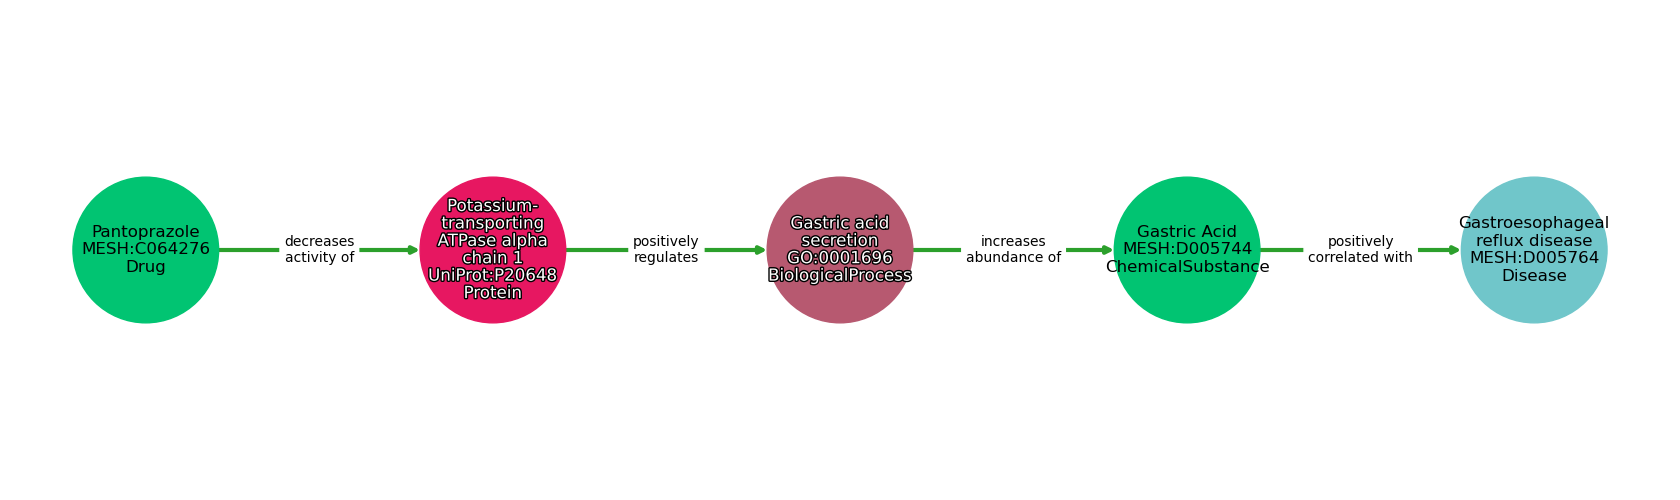 Pantoprazole
MESH:C064276
Drug
decreases
activity of
Potassium-
transporting
ATPase alpha
chain 1
UniProt:P20648
Protein
positively
regulates
Gastric acid
secretion
GO:0001696
BiologicalProcess
increases
abundance of
Gastric Acid
MESH:D005744
ChemicalSubstance
positively
correlated with
Gastroesophageal
reflux disease
MESH:D005764
Disease